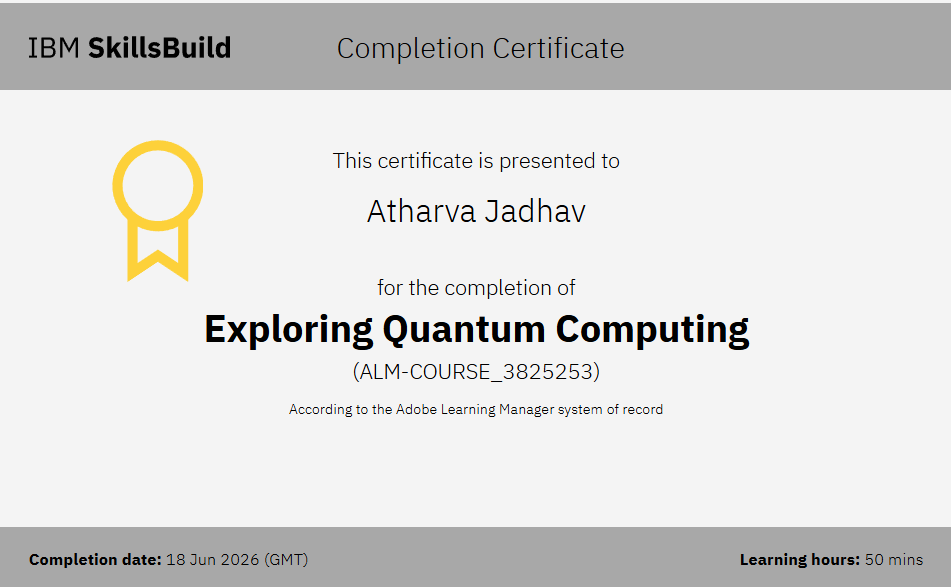 IBM SkillsBuild
Completion Certificate
This certificate is presented to
Atharva Jadhav
for the completion of
Exploring Quantum Computing
(ALM-COURSE_3825253)
According to the Adobe Learning Manager system of record
Completion date: 18 Jun 2026 (GMT)
Learning hours: 50 mins